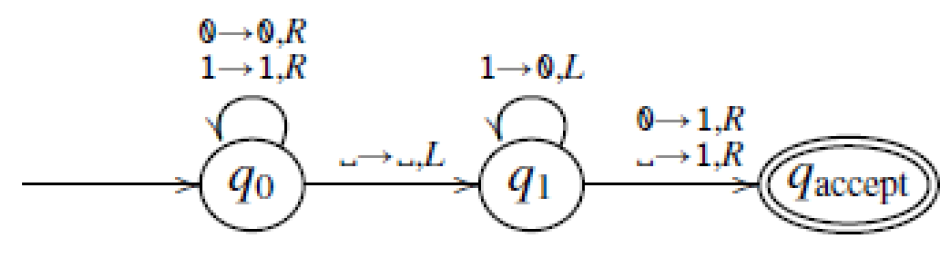 0→0,R
1→1,R
1→0,L
0→1,R
␣→1,R
␣→␣,L
q0
q1
qaccept